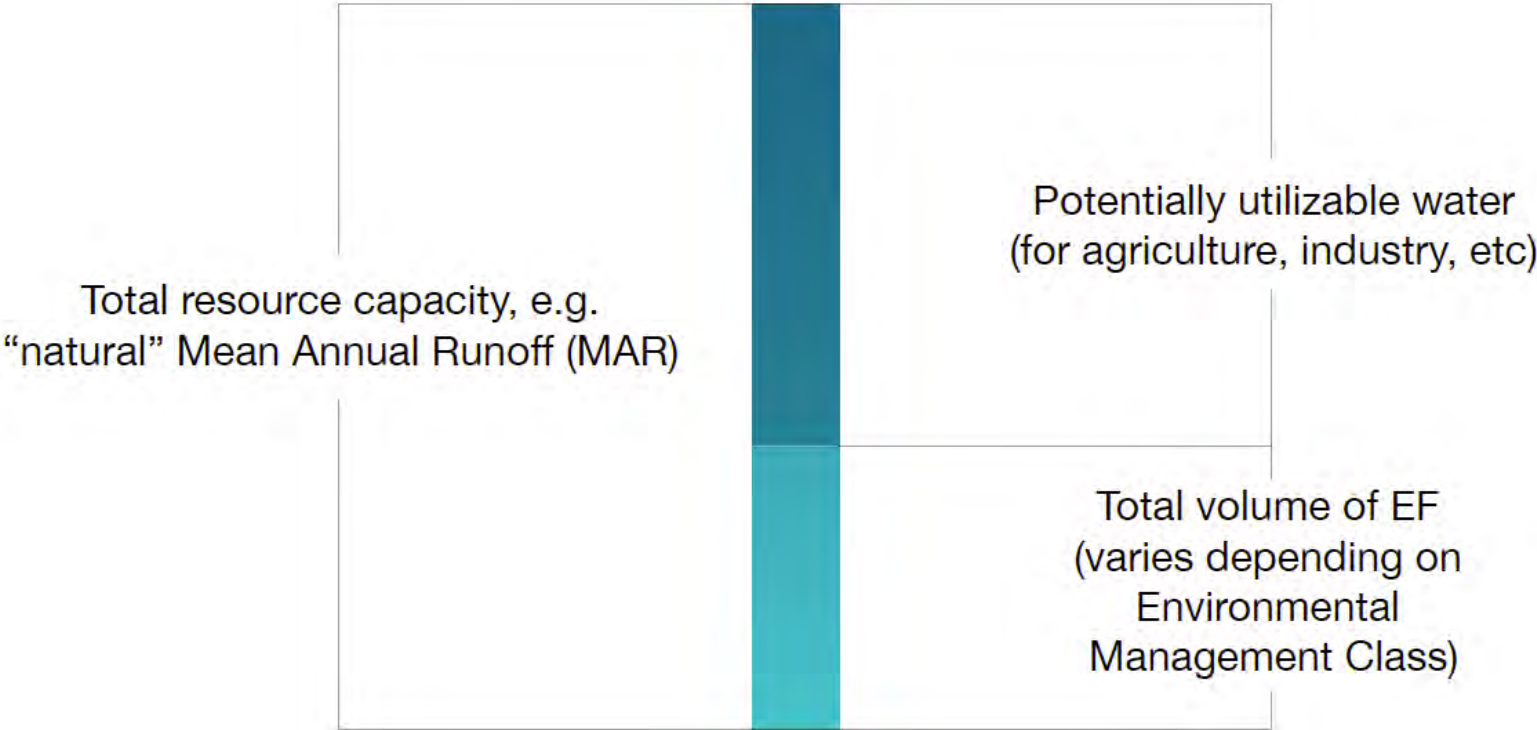 Total resource capacity, e.g.
“natural” Mean Annual Runoff (MAR)
Potentially utilizable water
(for agriculture, industry, etc)
Total volume of EF
(varies depending on
Environmental
Management Class)